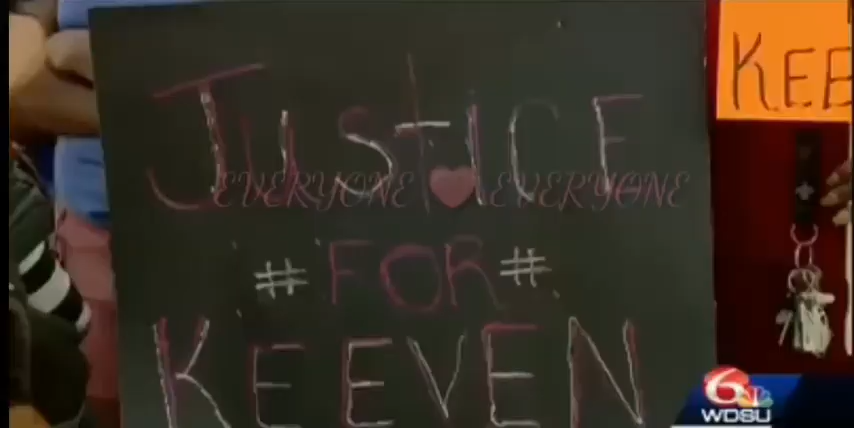 JUSTICE
EVERYONE EVERYONE
#FOR#
KEEVEN
KEE
6
WDSU